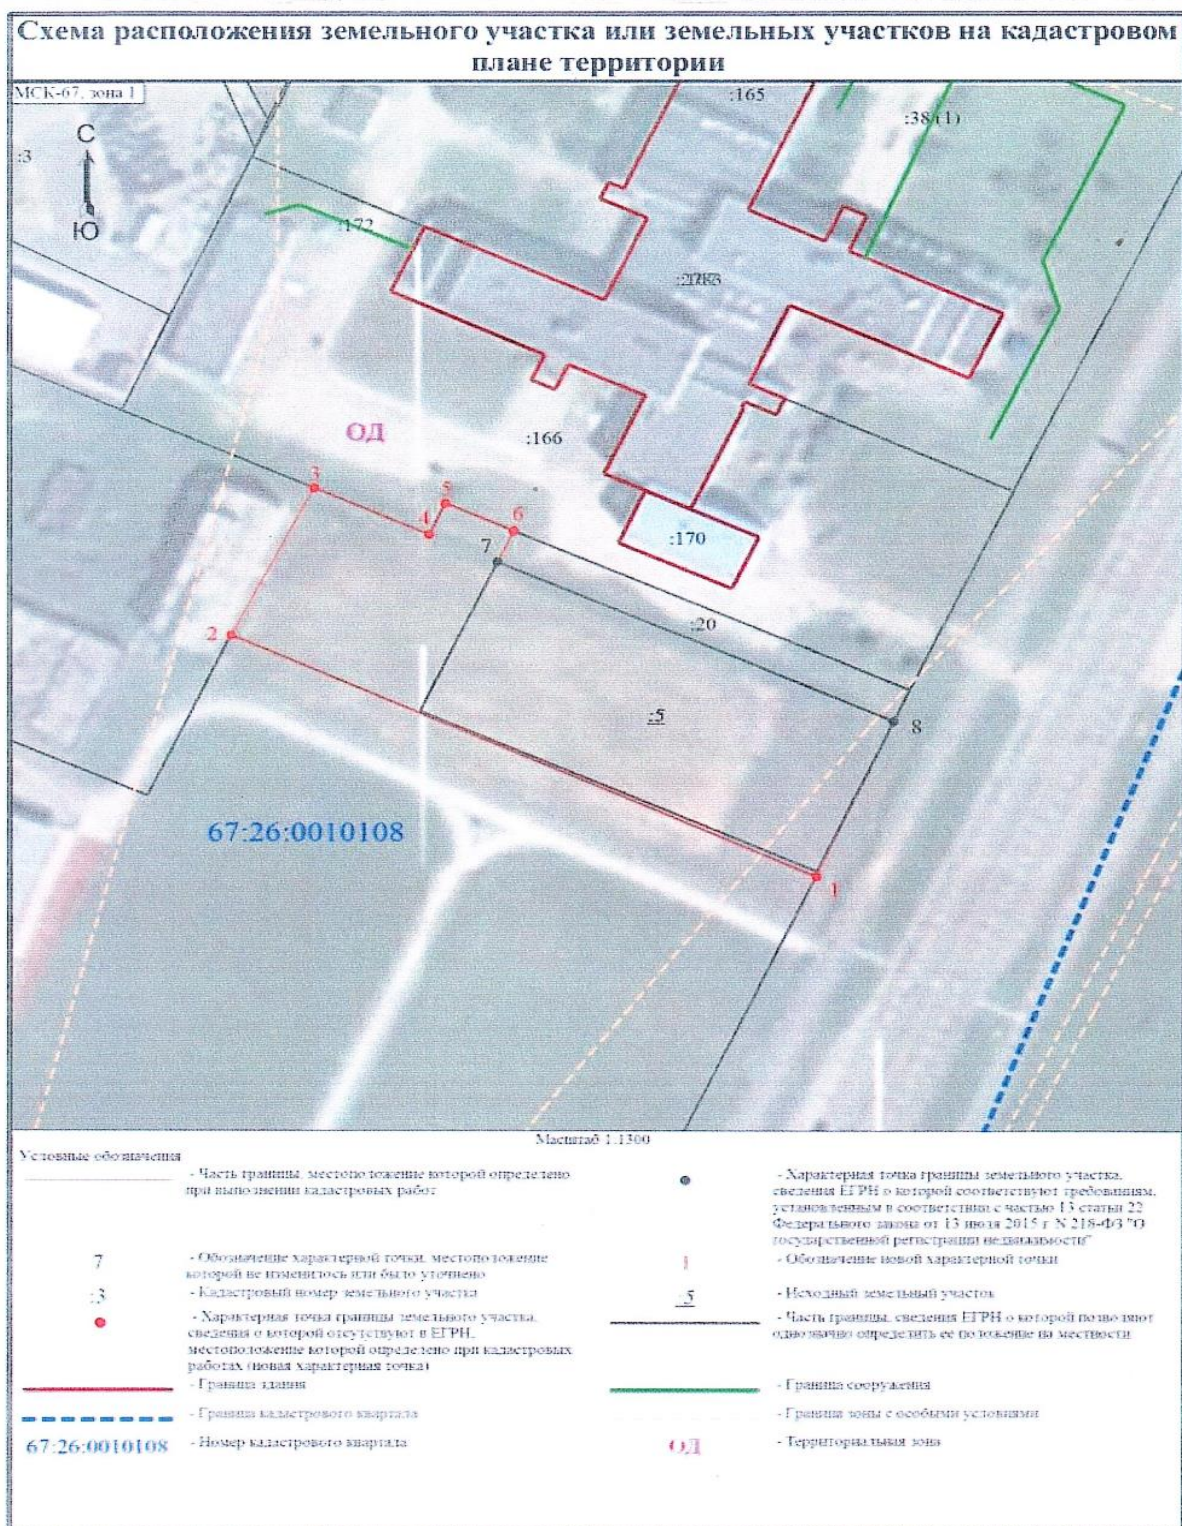 Схема расположения земельного участка или земельных участков на кадастровом
плане территории
МСК-67, зона 1
:165
:38(1)
С
:3
Ю
:172
ОД
:166
3
5
4
6
7
:170
2
:20
:5
8
67:26:0010108
1
Масштаб 1:1300
Условные обозначения
- Часть границы, местоположение которой определено
при выполнении кадастровых работ
- Характерная точка границы земельного участка,
сведения ЕГРН о которой соответствуют требованиям,
установленным в соответствии с частью 13 статьи 22
Федерального закона от 13 июля 2015 г. N 218-ФЗ "О
государственной регистрации недвижимости"
7 - Обозначение характерной точки, местоположение
которой не изменилось или было уточнено
1 - Обозначение новой характерной точки
:3 - Кадастровый номер земельного участка
:5 - Исходный земельный участок
- Характерная точка границы земельного участка,
сведения о которой отсутствуют в ЕГРН,
местоположение которой определено при кадастровых
работах (новая характерная точка)
- Часть границы, сведения ЕГРН о которой позволяют
однозначно определить ее положение на местности
- Граница здания
- Граница сооружения
- Граница кадастрового квартала
- Граница зоны с особыми условиями
67:26:0010108 - Номер кадастрового квартала
ОД - Территориальная зона